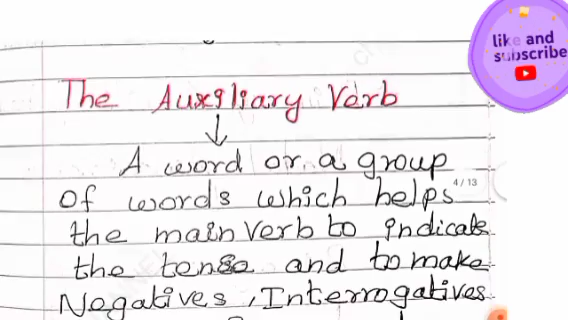 like and
subscribe
The Auxiliary Verb
A word or a group
4/13
of words which helps
the main verb to indicate
the tense and to make
Negatives, Interrogatives